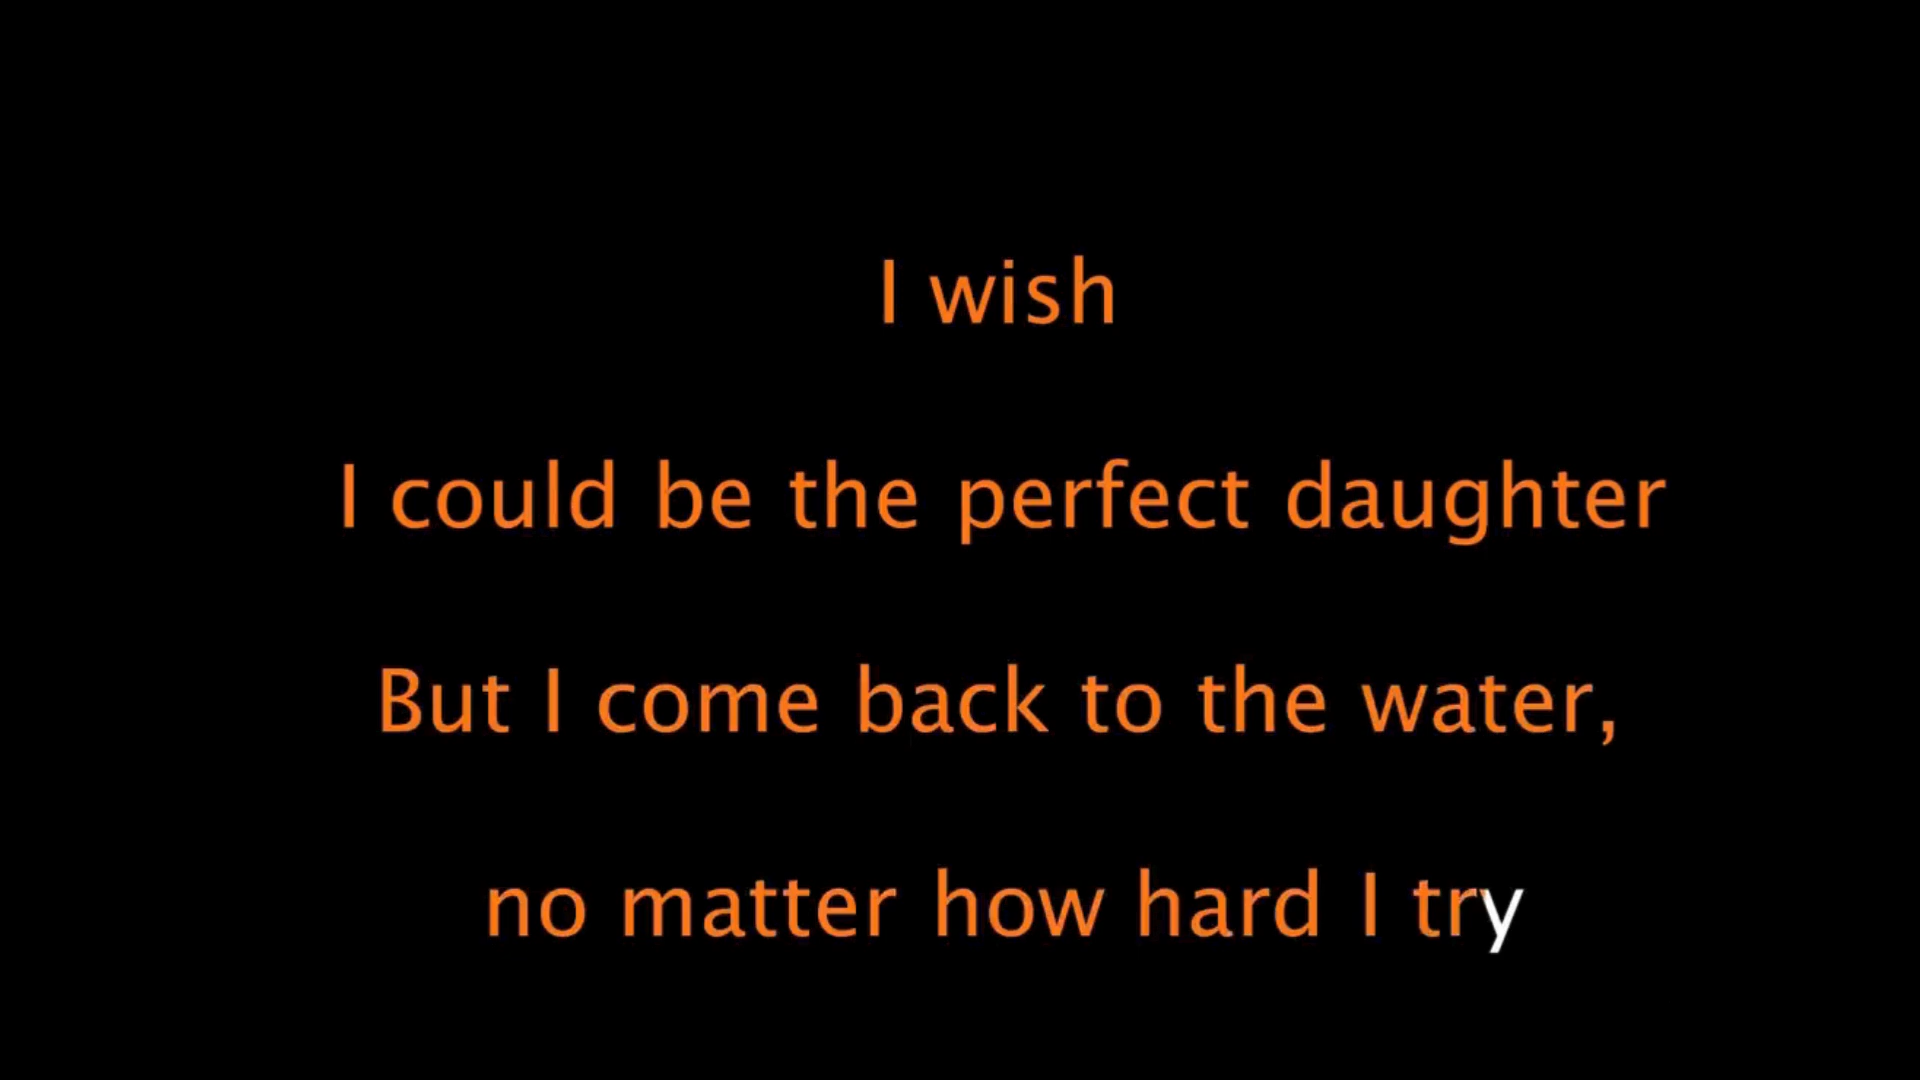 I wish
I could be the perfect daughter
But I come back to the water,
no matter how hard I try